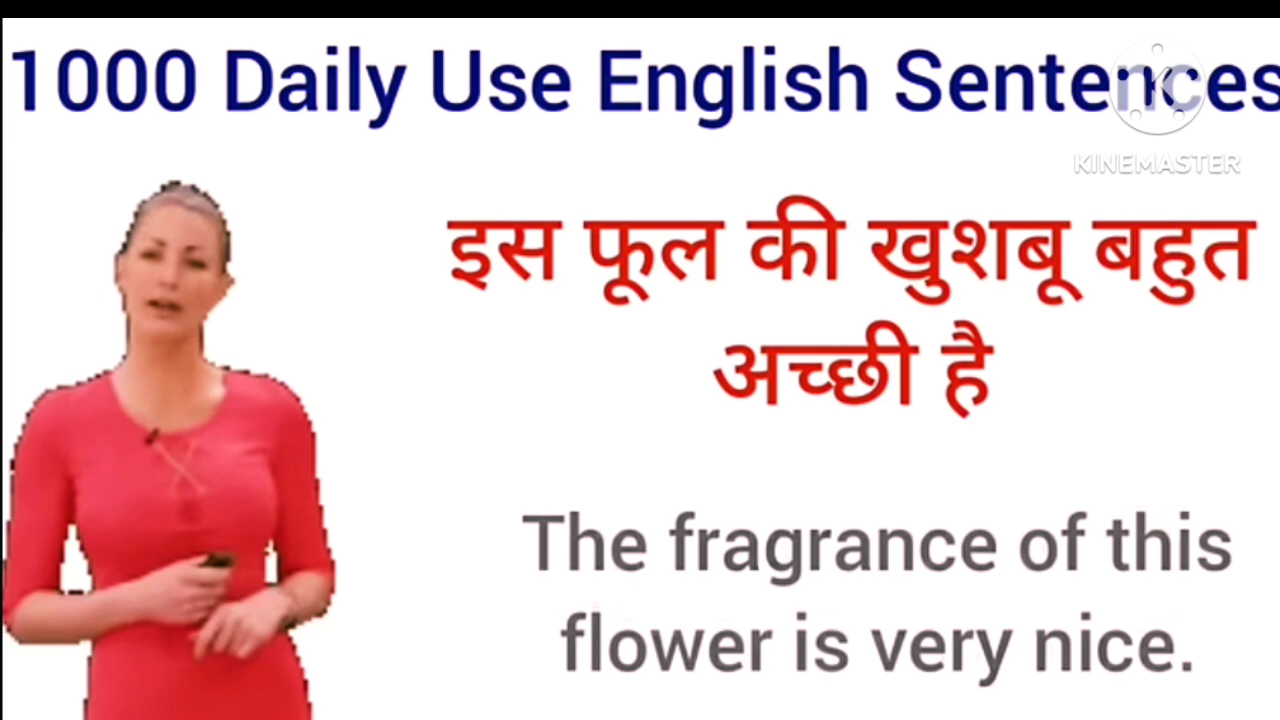 1000 Daily Use English Sentences
KINEMASTER
इस फूल की खुशबू बहुत
अच्छी है
The fragrance of this
flower is very nice.